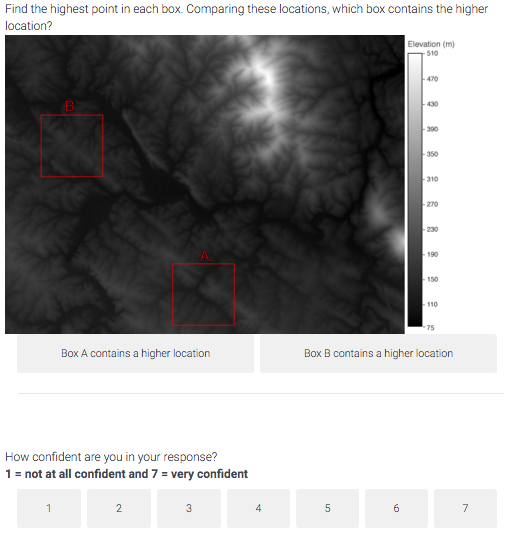 Find the highest point in each box. Comparing these locations, which box contains the higher
location?
Elevation (m)
510
470
430
390
350
310
270
230
190
150
110
75
B
A
Box A contains a higher location
Box B contains a higher location
How confident are you in your response?
1 = not at all confident and 7 = very confident
1 2 3 4 5 6 7